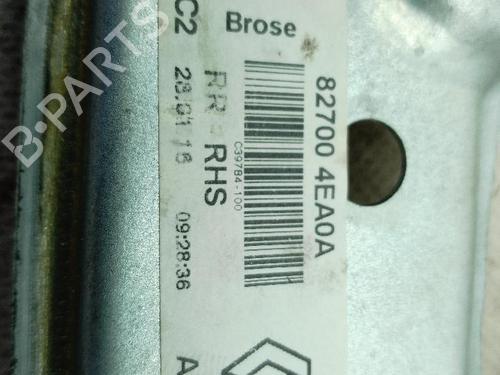 Brose
C2
82700 4EA0A
C39784-100
RR - RHS
28.01.16
09:28:36
A
B-PARTS